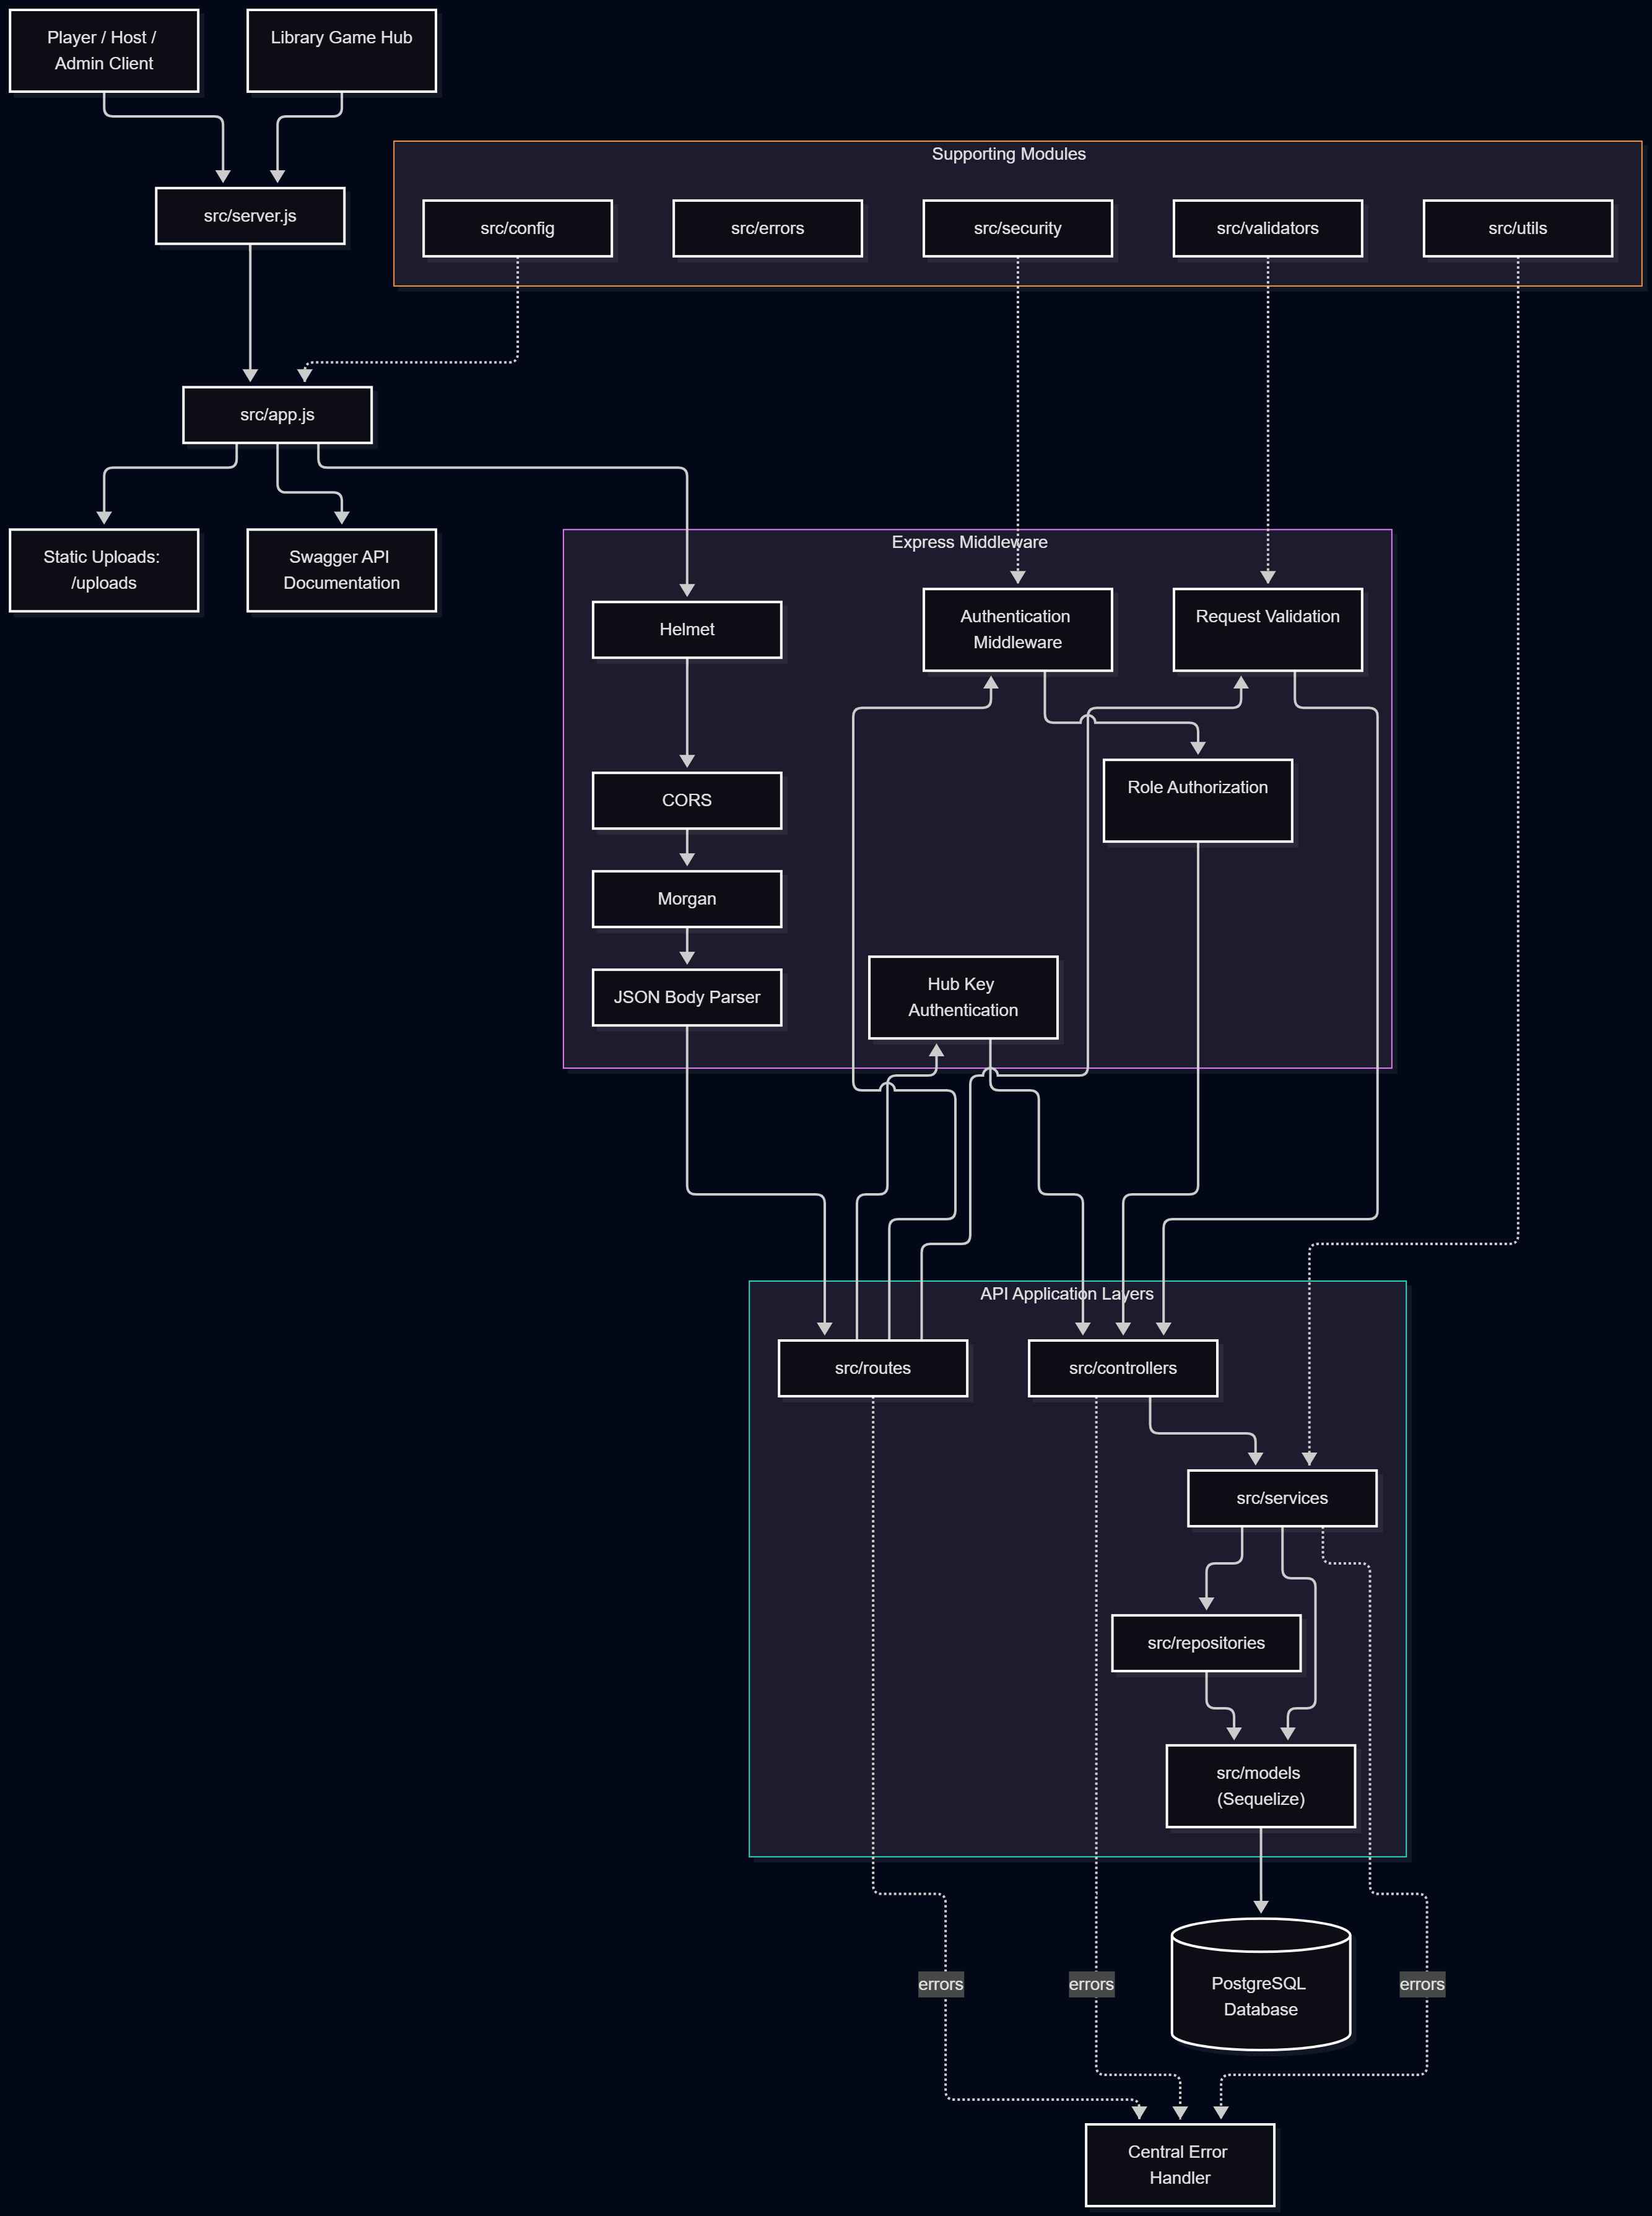 Player / Host /
Admin Client
Library Game Hub
Supporting Modules
src/server.js
src/config
src/errors
src/security
src/validators
src/utils
src/app.js
Static Uploads:
/uploads
Swagger API
Documentation
Express Middleware
Helmet
Authentication
Middleware
Request Validation
CORS
Role Authorization
Morgan
JSON Body Parser
Hub Key
Authentication
API Application Layers
src/routes
src/controllers
src/services
src/repositories
src/models
(Sequelize)
errors
errors
PostgreSQL
Database
errors
Central Error
Handler